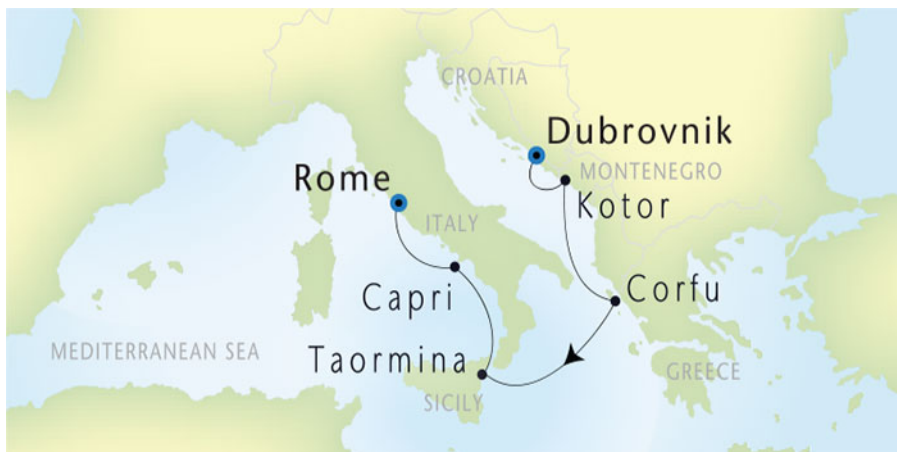 CROATIA
Dubrovnik
MONTENEGRO
Rome
Kotor
ITALY
Capri
Corfu
MEDITERRANEAN SEA
Taormina
GREECE
SICILY